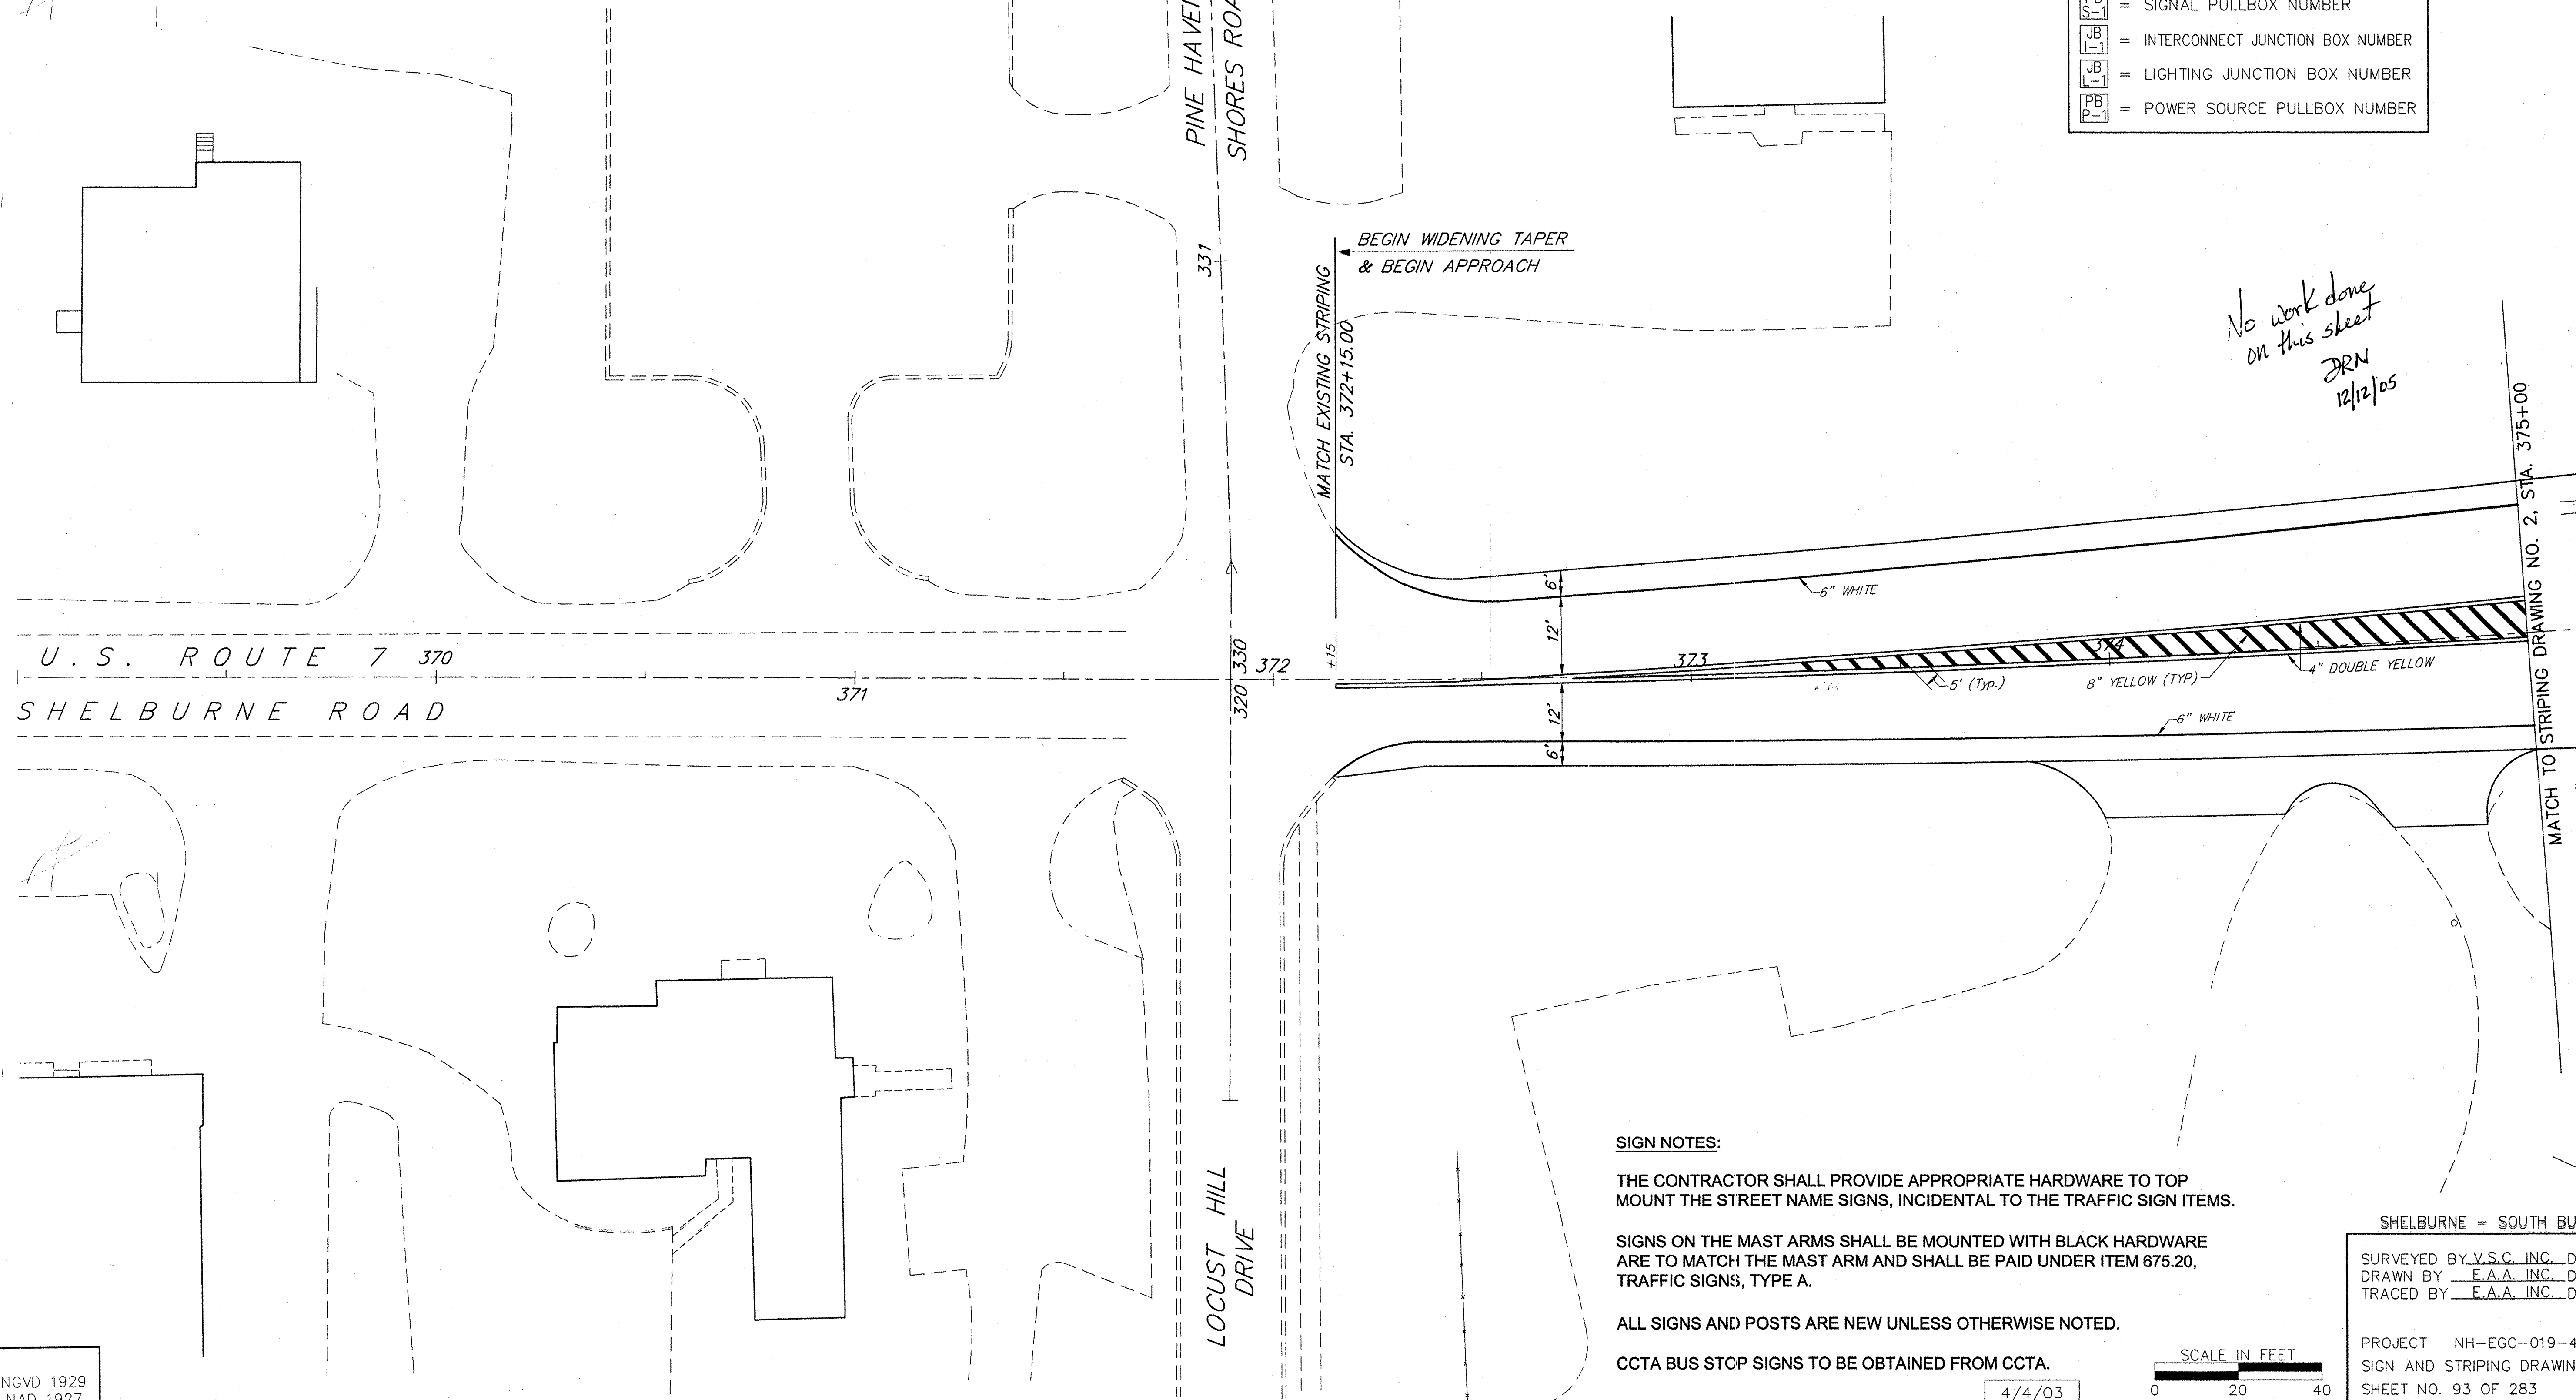 S-1 = SIGNAL PULLBOX NUMBER
JB I-1 = INTERCONNECT JUNCTION BOX NUMBER
JB L-1 = LIGHTING JUNCTION BOX NUMBER
PB P-1 = POWER SOURCE PULLBOX NUMBER
PINE HAVEN
SHORES ROA
331
BEGIN WIDENING TAPER
& BEGIN APPROACH
MATCH EXISTING STRIPING
STA. 372+15.00
No work done
on this sheet
DRN
12/12/05
MATCH TO STRIPING DRAWING NO. 2, STA. 375+00
6'
6" WHITE
12'
U.S. ROUTE 7
370
371
330
320
372
+15
373
374
5' (Typ.)
8" YELLOW (TYP)
4" DOUBLE YELLOW
SHELBURNE ROAD
12'
6" WHITE
6'
LOCUST HILL
DRIVE
SIGN NOTES:
THE CONTRACTOR SHALL PROVIDE APPROPRIATE HARDWARE TO TOP
MOUNT THE STREET NAME SIGNS, INCIDENTAL TO THE TRAFFIC SIGN ITEMS.
SIGNS ON THE MAST ARMS SHALL BE MOUNTED WITH BLACK HARDWARE
ARE TO MATCH THE MAST ARM AND SHALL BE PAID UNDER ITEM 675.20,
TRAFFIC SIGNS, TYPE A.
ALL SIGNS AND POSTS ARE NEW UNLESS OTHERWISE NOTED.
CCTA BUS STOP SIGNS TO BE OBTAINED FROM CCTA.
4/4/03
SCALE IN FEET
0 20 40
SHELBURNE - SOUTH BU
SURVEYED BY V.S.C. INC. D
DRAWN BY E.A.A. INC. D
TRACED BY E.A.A. INC. D
PROJECT NH-EGC-019-4
SIGN AND STRIPING DRAWIN
SHEET NO. 93 OF 283
NGVD 1929
NAD 1927